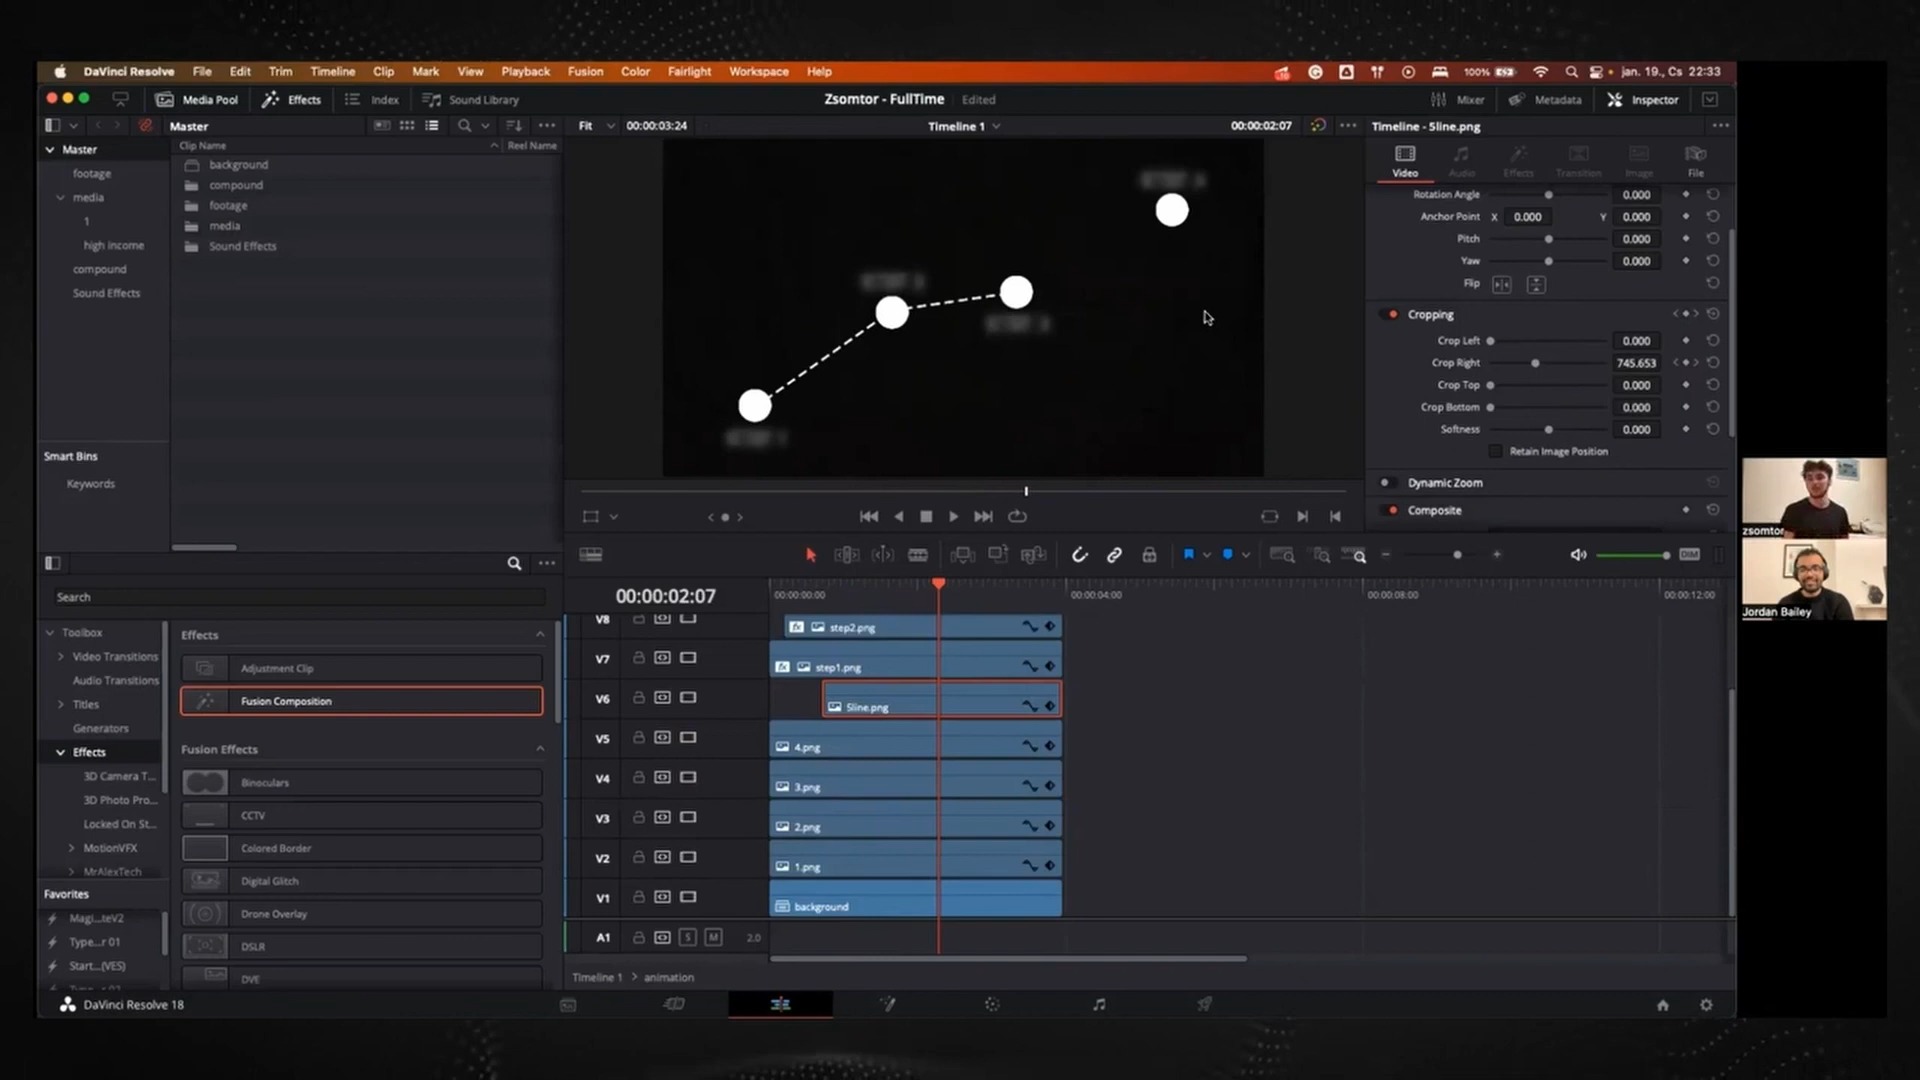 DaVinci Resolve File Edit Trim Timeline Clip Mark View Playback Fusion Color Fairlight Workspace Help 100% jan. 19., Cs 22:33
Media Pool Effects Index Sound Library Zsomtor - FullTime Edited Mixer Metadata Inspector
Master Fit 00:00:03:24 Timeline 1 00:00:02:07 Timeline - 5line.png
Master
footage
media
1
high income
compound
Sound Effects
Smart Bins
Keywords
Clip Name Reel Name
background
compound
footage
media
Sound Effects
Video Audio Effects Transition Image File
Rotation Angle 0.000
Anchor Point X 0.000 Y 0.000
Pitch 0.000
Yaw 0.000
Flip
Cropping
Crop Left 0.000
Crop Right 745.653
Crop Top 0.000
Crop Bottom 0.000
Softness 0.000
Retain Image Position
Dynamic Zoom
Composite
zsomtor
Jordan Bailey
Search
Toolbox
Video Transitions
Audio Transitions
Titles
Generators
Effects
3D Camera T...
3D Photo Pro...
Locked On St...
MotionVFX
MrAlexTech
Favorites
Magi...teV2
Type...r 01
Start...(VES)
Effects
Adjustment Clip
Fusion Composition
Fusion Effects
Binoculars
CCTV
Colored Border
Digital Glitch
Drone Overlay
DSLR
DVE
DIM
00:00:02:07 00:00:00:00 00:00:04:00 00:00:08:00 00:00:12:00
V8 step2.png
V7 step1.png
V6 5line.png
V5 4.png
V4 3.png
V3 2.png
V2 1.png
V1 background
A1 S M 2.0
Timeline 1 > animation
DaVinci Resolve 18